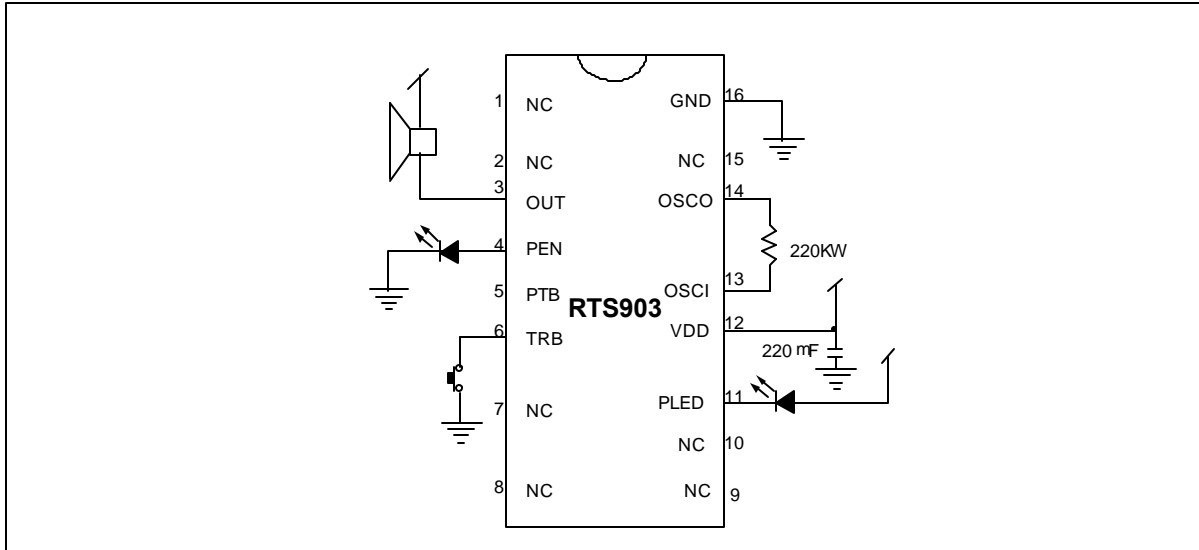 1 NC
GND 16
2 NC
NC 15
3 OUT
OSCO 14
4 PEN
220KW
5 PTB
OSCI 13
RTS903
6 TRB
VDD 12
220 mF
7 NC
PLED 11
NC 10
8 NC
NC 9